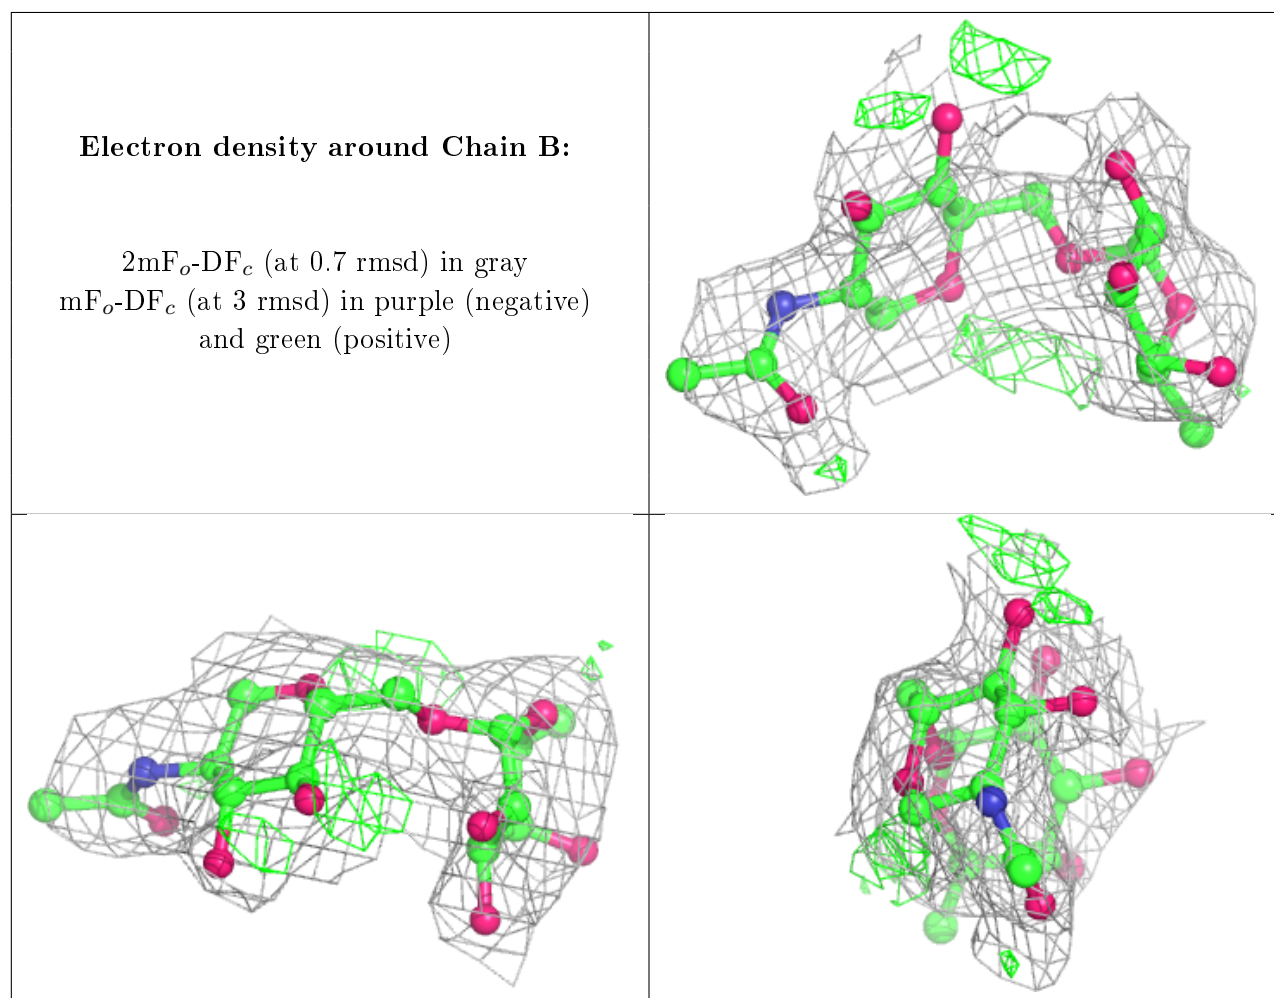 Electron density around Chain B:
2mF$_o$-DF$_c$ (at 0.7 rmsd) in gray
mF$_o$-DF$_c$ (at 3 rmsd) in purple (negative)
and green (positive)